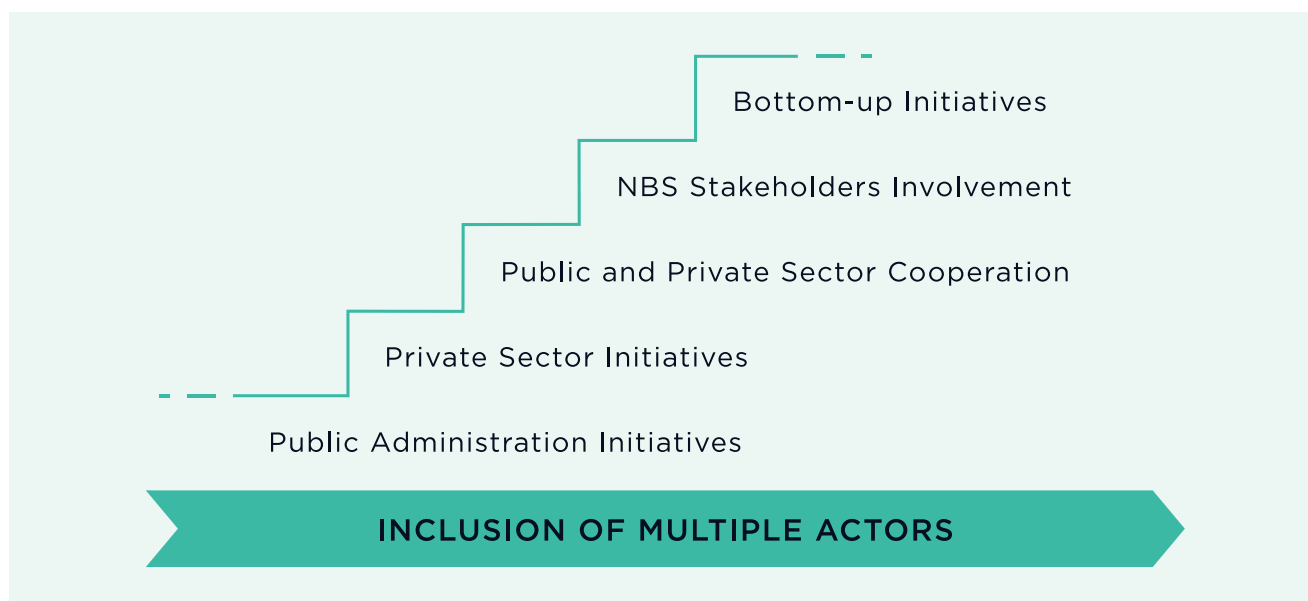 Bottom-up Initiatives
NBS Stakeholders Involvement
Public and Private Sector Cooperation
Private Sector Initiatives
Public Administration Initiatives
INCLUSION OF MULTIPLE ACTORS